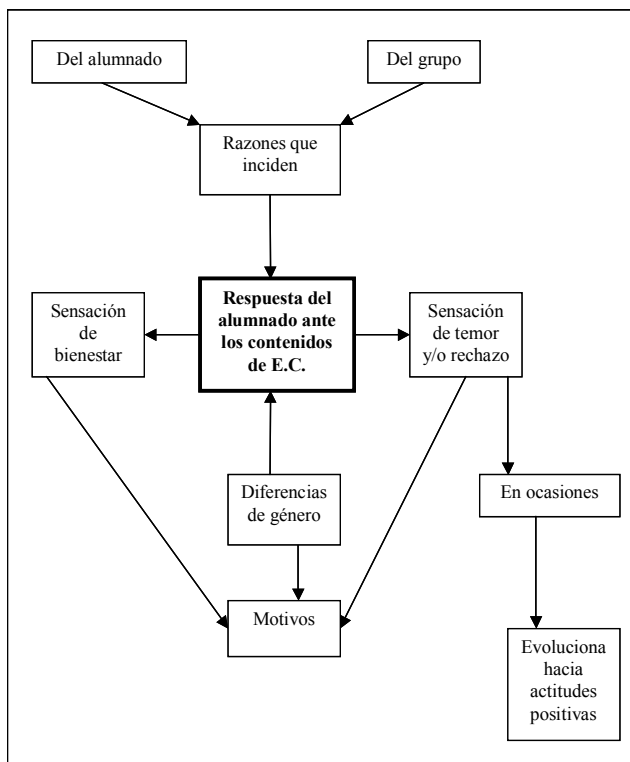 Del alumnado
Del grupo
Razones que
inciden
Respuesta del
alumnado ante
los contenidos
de E.C.
Sensación
de
bienestar
Sensación
de temor
y/o rechazo
Diferencias
de género
En ocasiones
Motivos
Evoluciona
hacia
actitudes
positivas